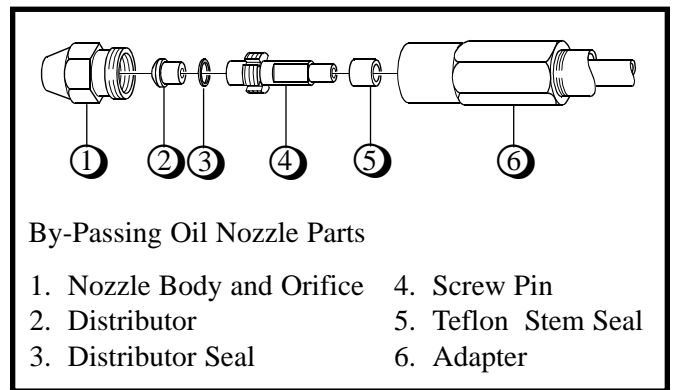 1 2 3 4 5 6
By-Passing Oil Nozzle Parts
1. Nozzle Body and Orifice
2. Distributor
3. Distributor Seal
4. Screw Pin
5. Teflon Stem Seal
6. Adapter